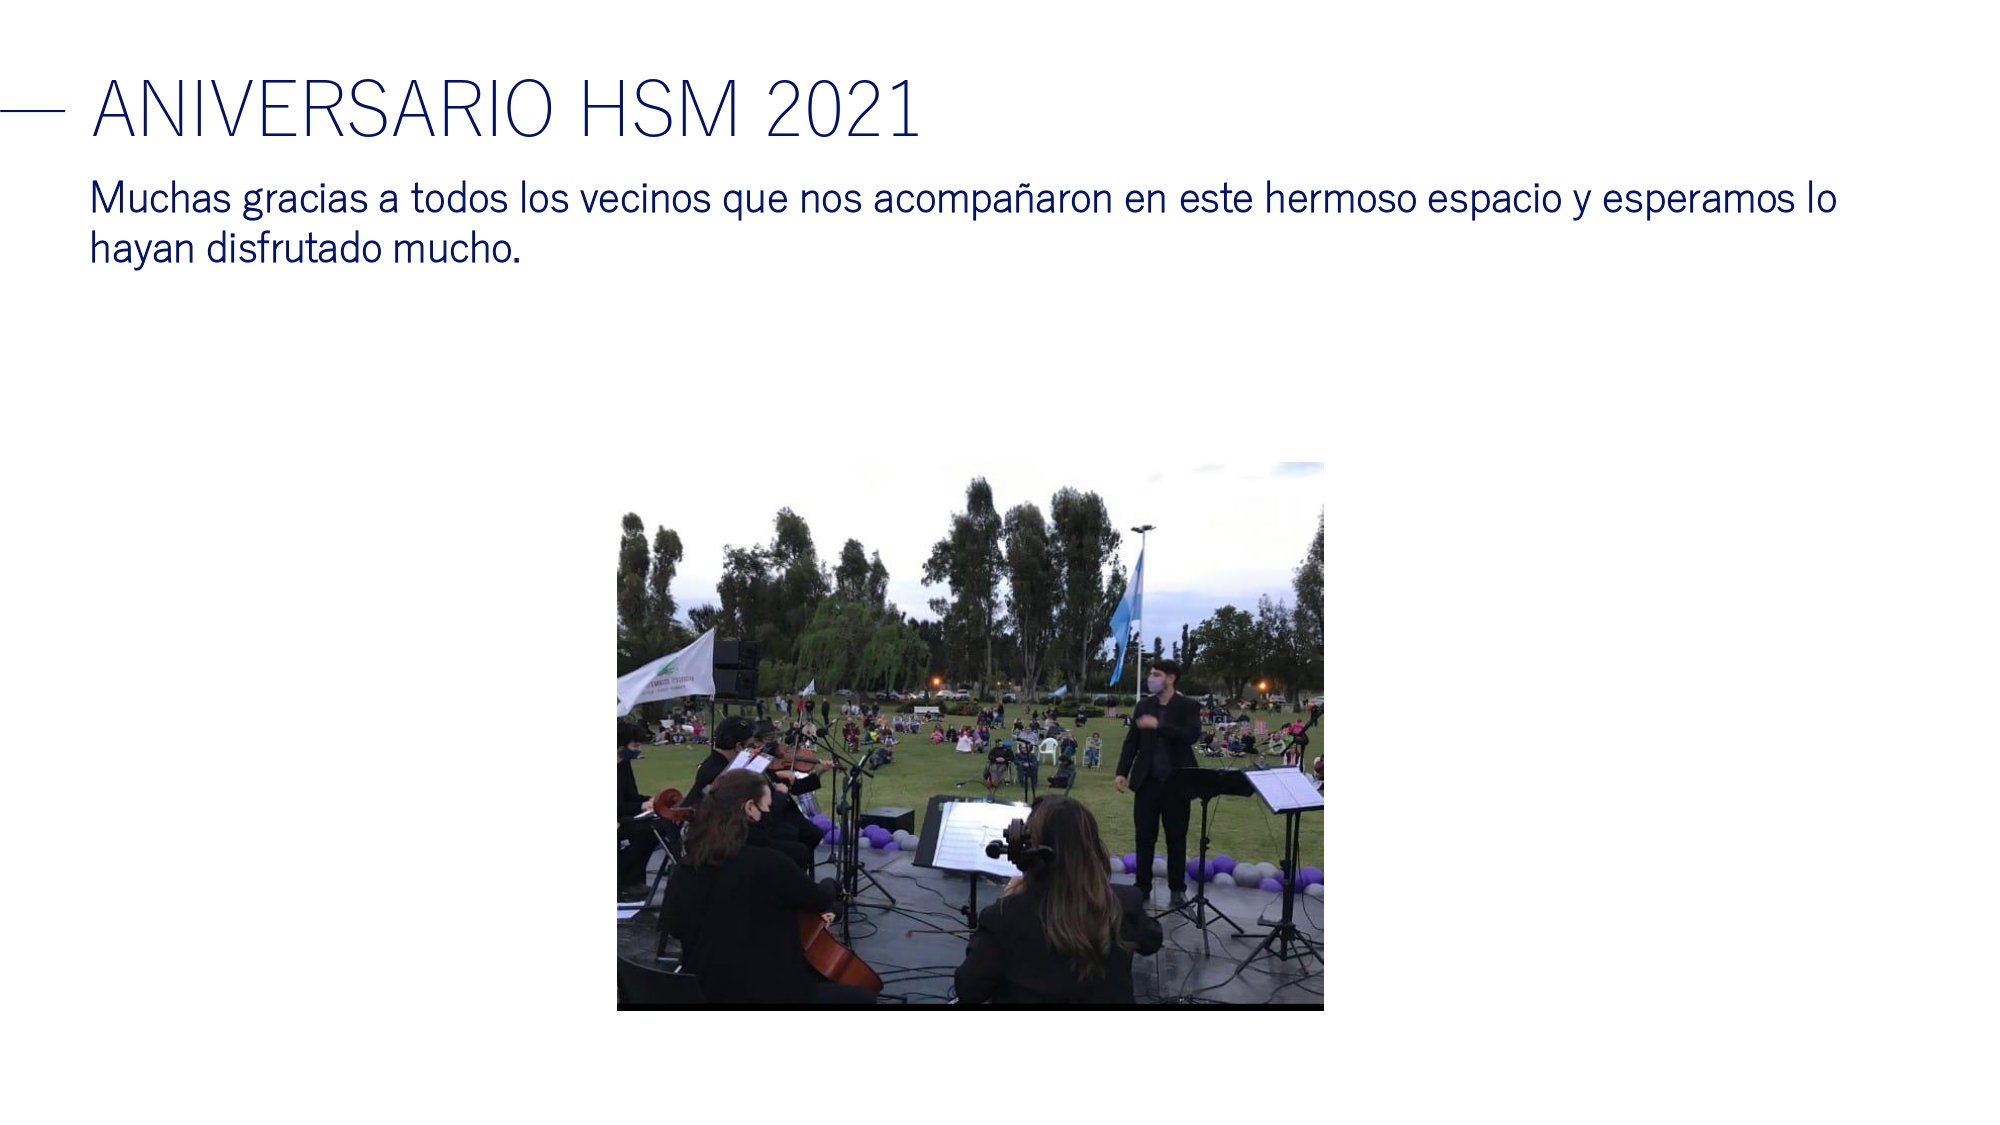 ANIVERSARIO HSM 2021
Muchas gracias a todos los vecinos que nos acompañaron en este hermoso espacio y esperamos lo
hayan disfrutado mucho.